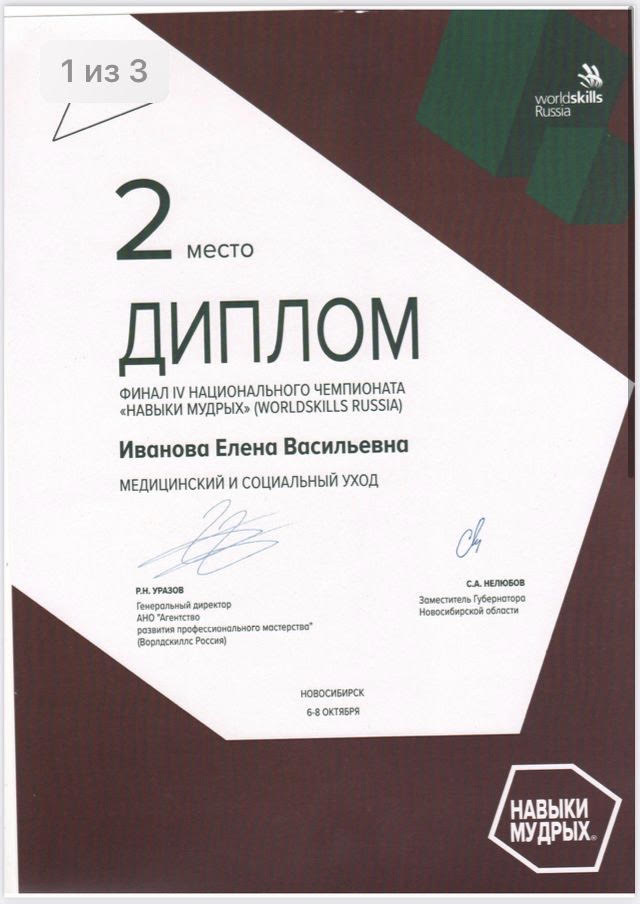 1 из 3
worldskills
Russia
2 место
ДИПЛОМ
ФИНАЛ IV НАЦИОНАЛЬНОГО ЧЕМПИОНАТА
«НАВЫКИ МУДРЫХ» (WORLDSKILLS RUSSIA)
Иванова Елена Васильевна
МЕДИЦИНСКИЙ И СОЦИАЛЬНЫЙ УХОД
Р.Н. УРАЗОВ
Генеральный директор
АНО "Агентство
развития профессионального мастерства"
(Ворлдскиллс Россия)
С.А. НЕЛЮБОВ
Заместитель Губернатора
Новосибирской области
НОВОСИБИРСК
6-8 ОКТЯБРЯ
НАВЫКИ
МУДРЫХ®